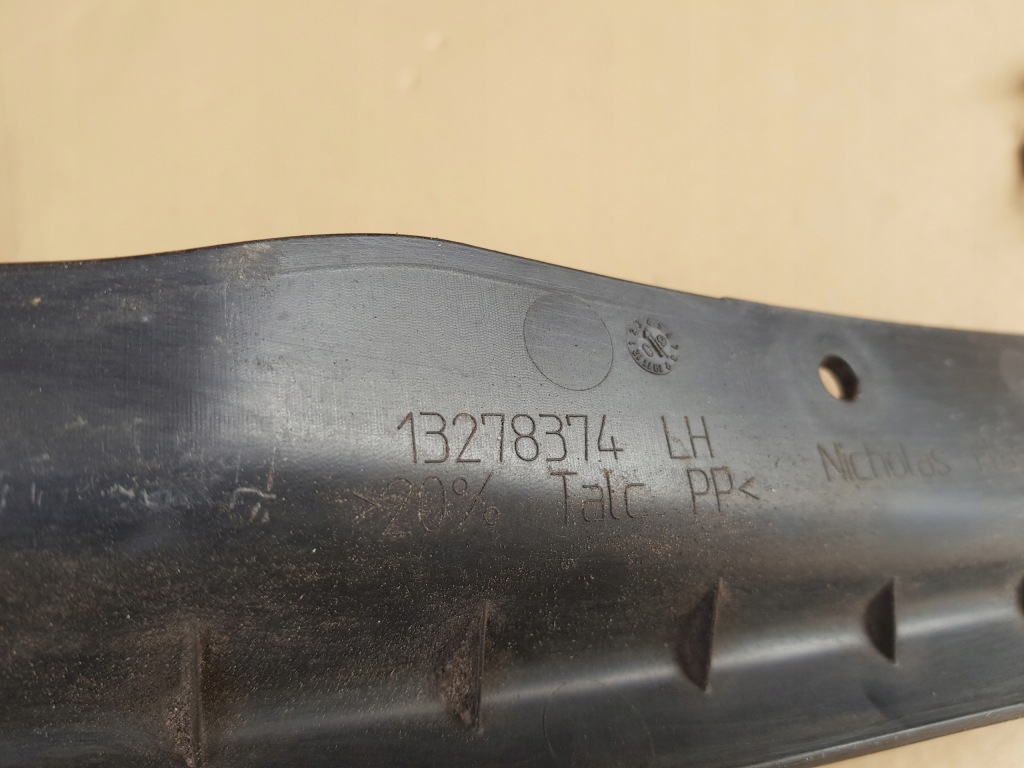 13278374 LH
>20% Talc PP<
Nicholas